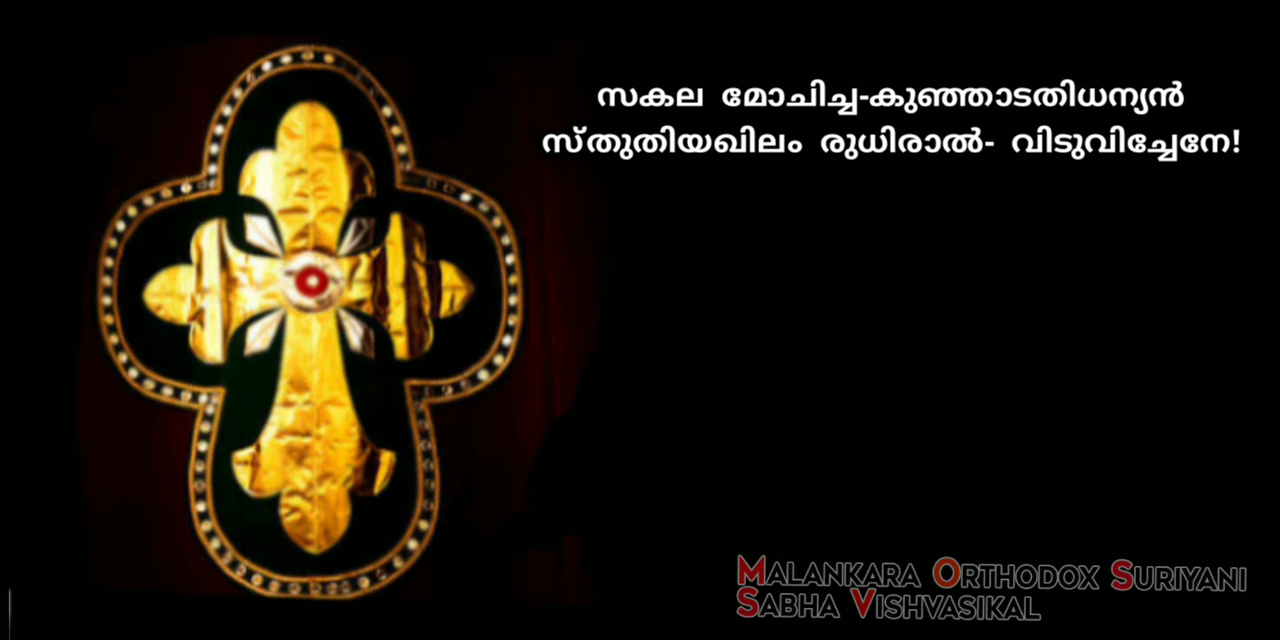 സകല മോചിച്ച-കുഞ്ഞാടതിധന്യൻ
സ്തുതിയഖിലം രുധിരാൽ- വിടുവിച്ചേനേ!
MALANKARA ORTHODOX SURIYANI
SABHA VISHVASIKAL